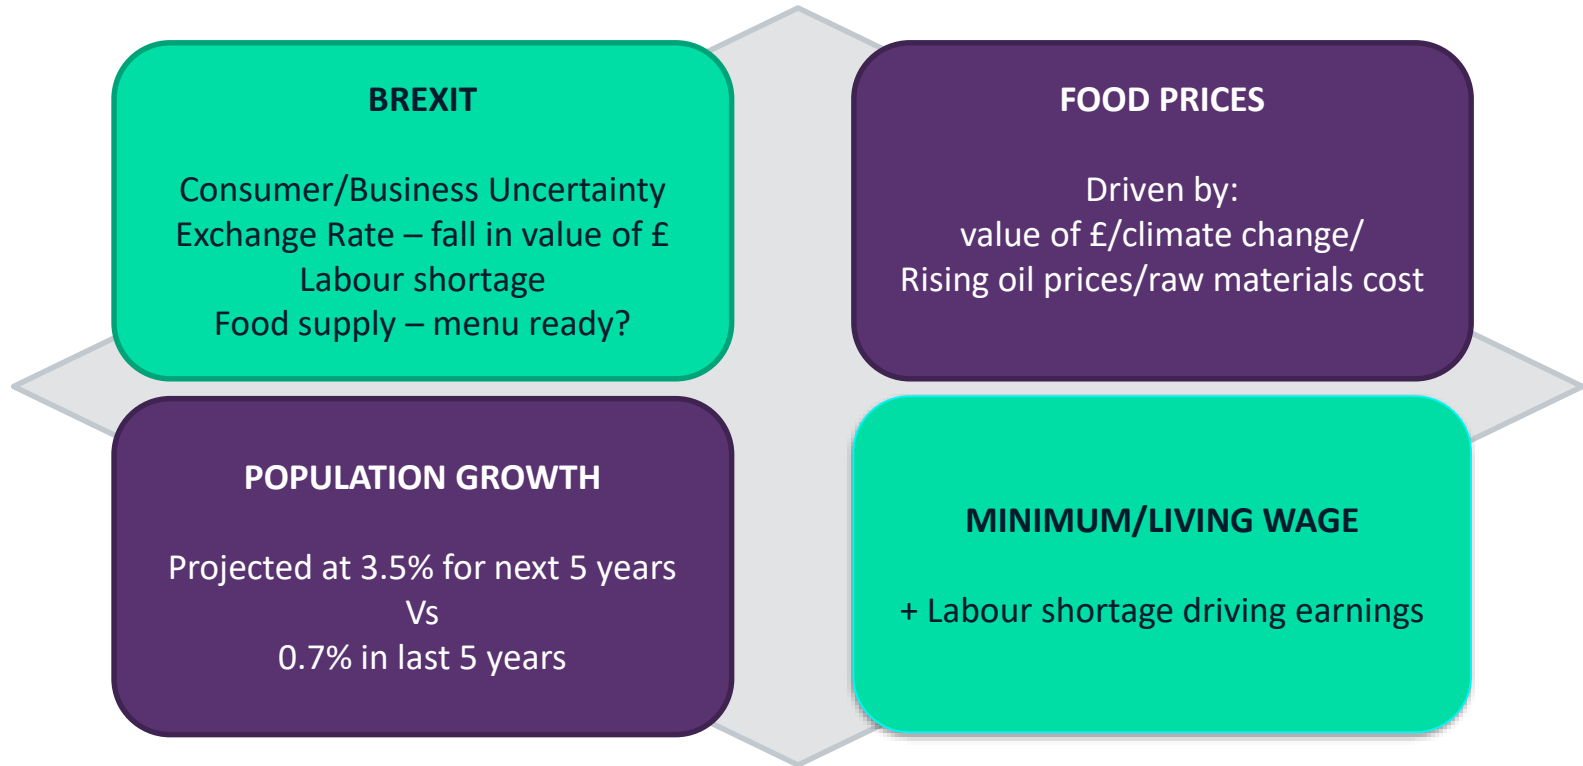 BREXIT
Consumer/Business Uncertainty
Exchange Rate – fall in value of £
Labour shortage
Food supply – menu ready?
FOOD PRICES
Driven by:
value of £/climate change/
Rising oil prices/raw materials cost
POPULATION GROWTH
Projected at 3.5% for next 5 years
Vs
0.7% in last 5 years
MINIMUM/LIVING WAGE
+ Labour shortage driving earnings